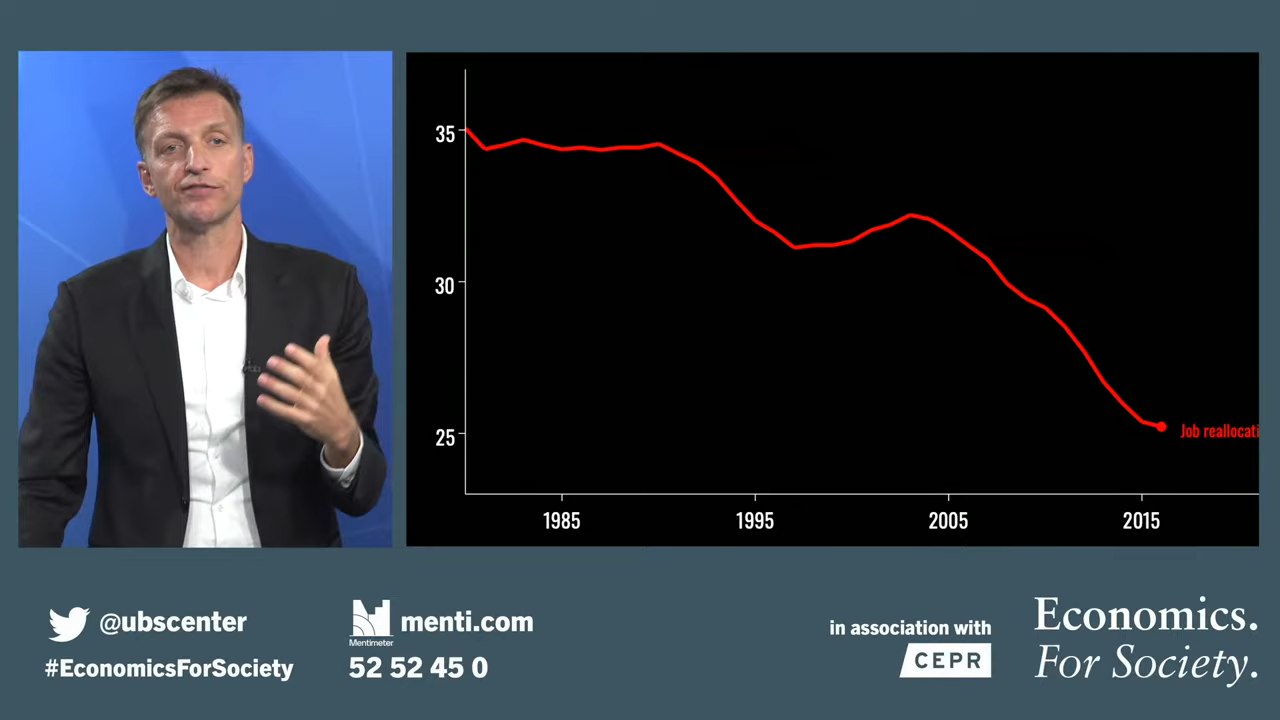 35
30
25
Job reallocati
1985 1995 2005 2015
@ubscenter
#EconomicsForSociety
Mentimeter
menti.com
52 52 45 0
in association with
CEPR
Economics.
For Society.